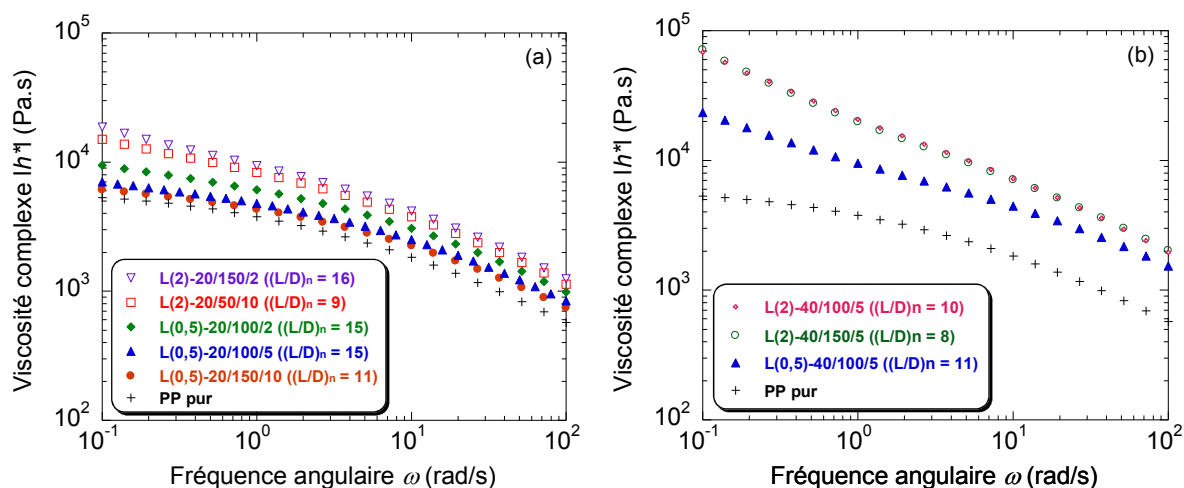 (a)
Viscosité complexe |h*| (Pa.s)
10^5
10^4
10^3
10^2
L(2)-20/150/2 ((L/D)n = 16)
L(2)-20/50/10 ((L/D)n = 9)
L(0,5)-20/100/2 ((L/D)n = 15)
L(0,5)-20/100/5 ((L/D)n = 15)
L(0,5)-20/150/10 ((L/D)n = 11)
PP pur
10^-1
10^0
10^1
10^2
Fréquence angulaire ω (rad/s)
(b)
Viscosité complexe |h*| (Pa.s)
10^5
10^4
10^3
10^2
L(2)-40/100/5 ((L/D)n = 10)
L(2)-40/150/5 ((L/D)n = 8)
L(0,5)-40/100/5 ((L/D)n = 11)
PP pur
10^-1
10^0
10^1
10^2
Fréquence angulaire ω (rad/s)